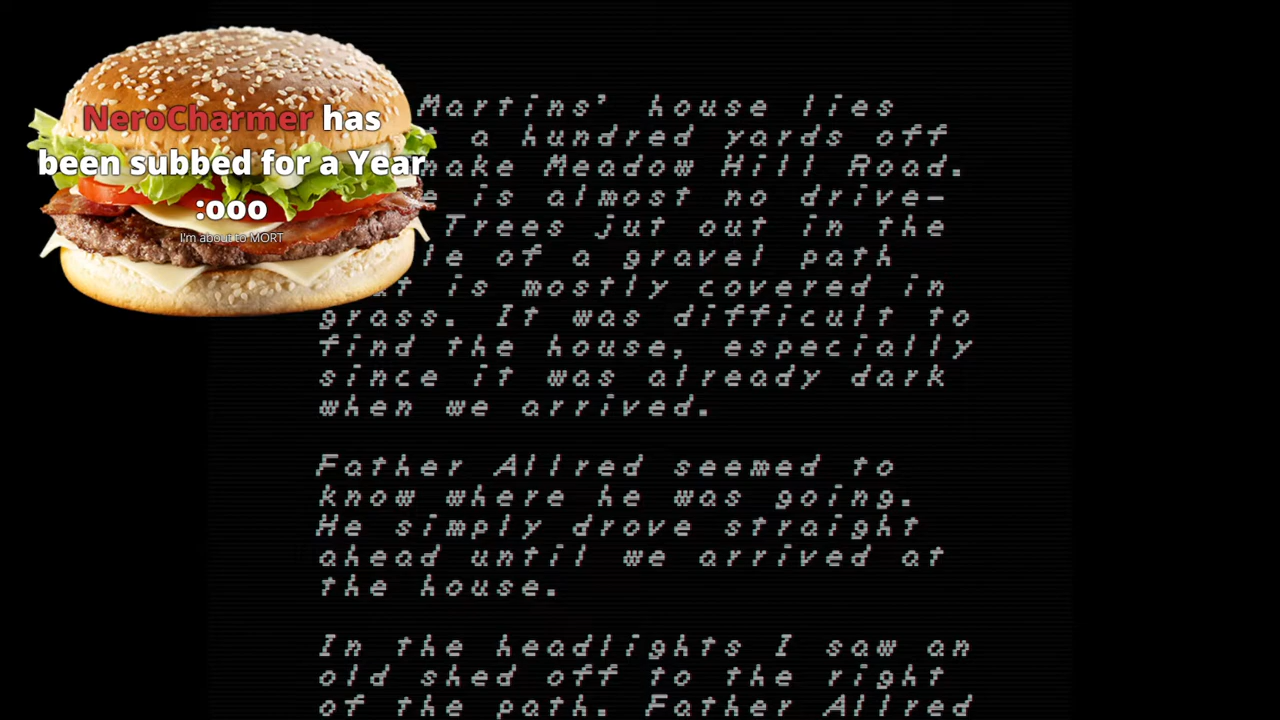 NeroCharmer has
been subbed for a Year
:ooo
I'm about to MORT
Martins' house lies
a hundred yards off
Meadow Hill Road.
is almost no drive-
Trees jut out in the
of a gravel path
is mostly covered in
grass. It was difficult to
find the house, especially
since it was already dark
when we arrived.
Father Allred seemed to
know where he was going.
He simply drove straight
ahead until we arrived at
the house.
In the headlights I saw an
old shed off to the right
of the path. Father Allred